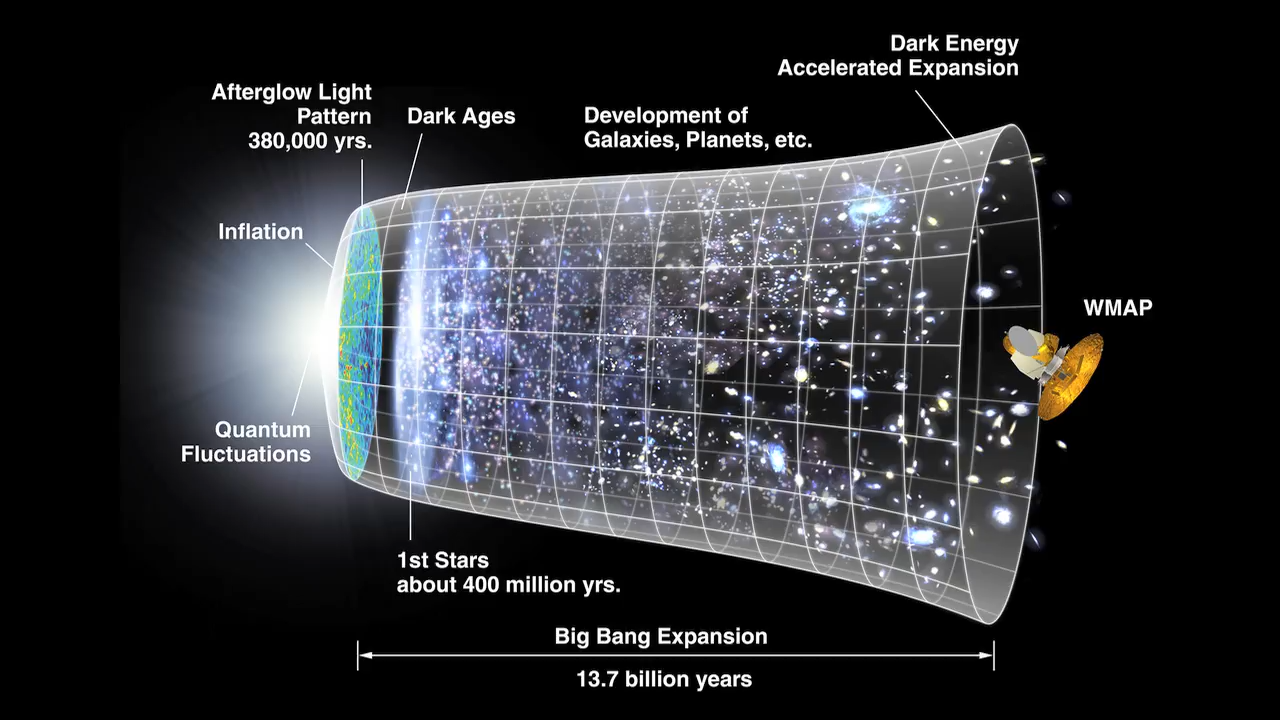 Dark Energy
Accelerated Expansion
Afterglow Light
Pattern
380,000 yrs.
Dark Ages
Development of
Galaxies, Planets, etc.
Inflation
WMAP
Quantum
Fluctuations
1st Stars
about 400 million yrs.
Big Bang Expansion
13.7 billion years